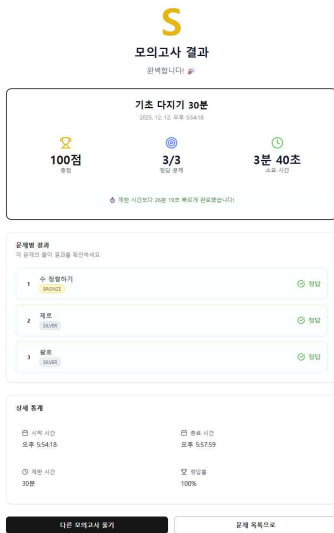 S
모의고사 결과
완벽합니다! 🎉
기초 다지기 30분
2025. 12. 12. 오후 5:54:18
100점
총점
3/3
정답 문제
3분 40초
소요 시간
제한 시간보다 26분 19초 빠르게 완료했습니다!
문제별 결과
각 문제의 풀이 결과를 확인하세요
1 수 정렬하기 정답
BRONZE
2 제로 정답
SILVER
3 괄호 정답
SILVER
상세 통계
시작 시간
오후 5:54:18
종료 시간
오후 5:57:59
제한 시간
30분
정답률
100%
다른 모의고사 풀기
문제 목록으로